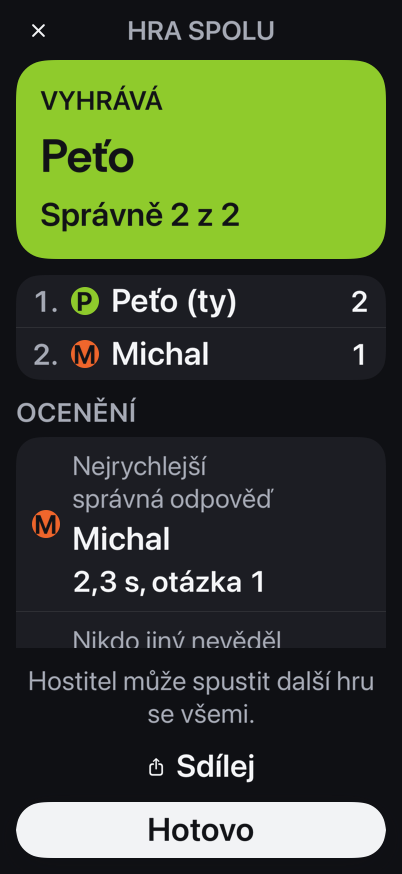 HRA SPOLU
VYHRÁVÁ
Peťo
Správně 2 z 2
1. P Peťo (ty) 2
2. M Michal 1
OCENĚNÍ
Nejrychlejší
správná odpověď
M
Michal
2,3 s, otázka 1
Nikdo jiný nevěděl
Hostitel může spustit další hru
se všemi.
Sdílej
Hotovo